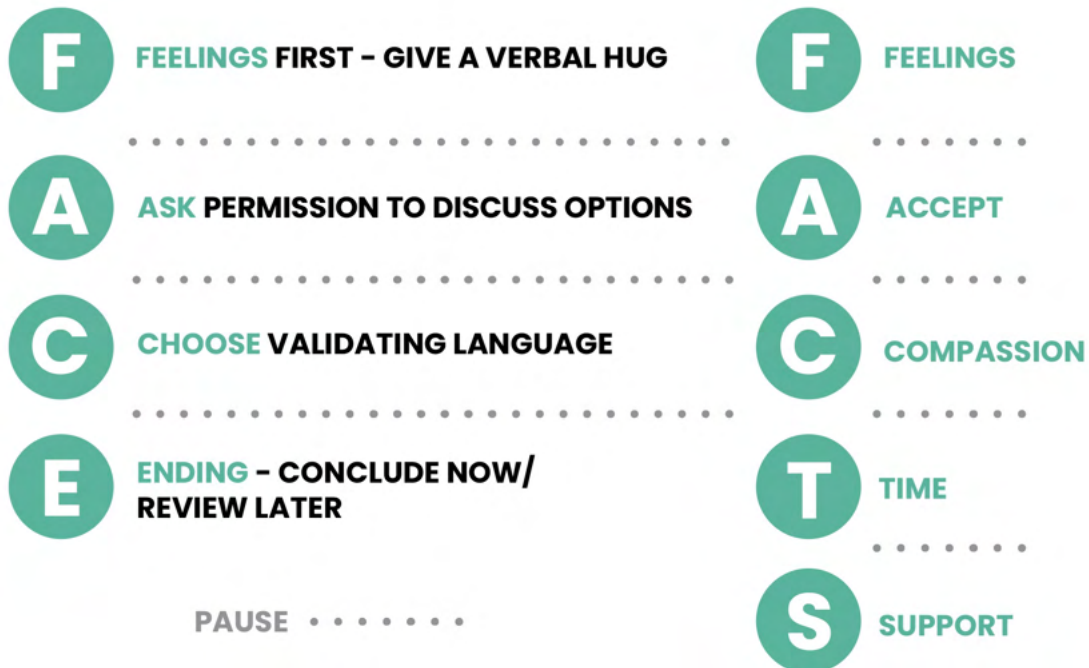 F FEELINGS FIRST – GIVE A VERBAL HUG
A ASK PERMISSION TO DISCUSS OPTIONS
C CHOOSE VALIDATING LANGUAGE
E ENDING – CONCLUDE NOW/
REVIEW LATER
PAUSE
F FEELINGS
A ACCEPT
C COMPASSION
T TIME
S SUPPORT